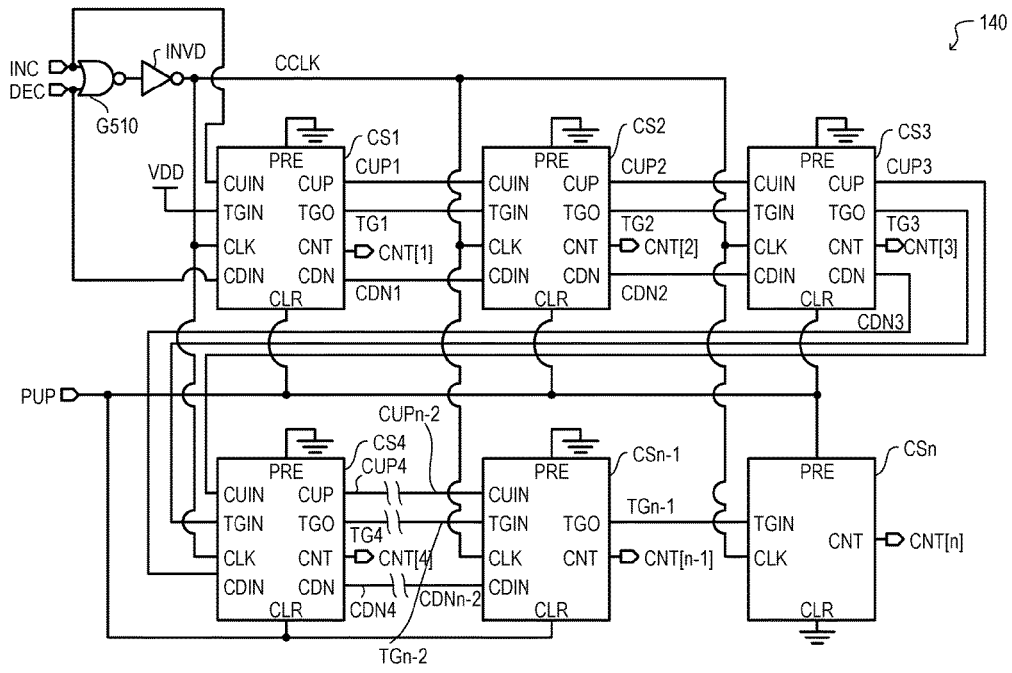 140
INVD
INC
DEC
CCLK
G510
CS1
CS2
CS3
VDD
PRE
PRE
PRE
CUP1
CUP2
CUP3
CUIN CUP
CUIN CUP
CUIN CUP
TGIN TGO
TGIN TGO
TGIN TGO
TG1
TG2
TG3
CLK CNT
CNT[1]
CLK CNT
CNT[2]
CLK CNT
CNT[3]
CDIN CDN
CDIN CDN
CDIN CDN
CDN1
CDN2
CLR
CLR
CLR
CDN3
PUP
CUPn-2
CS4
CSn-1
CSn
CUP4
PRE
PRE
PRE
CUIN CUP
CUIN
TGIN TGO
TGIN TGO
TGn-1
TGIN
TG4
CLK CNT
CNT[4]
CLK CNT
CNT[n-1]
CLK
CNT
CNT[n]
CDIN CDN
CDIN
CDN4
CDNn-2
CLR
CLR
CLR
TGn-2